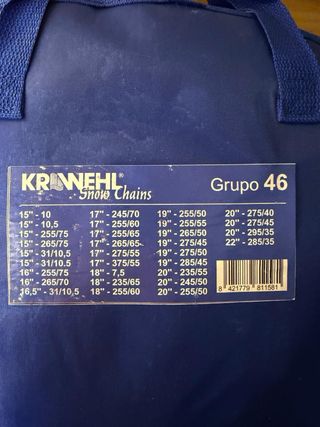 KRAWEHL®
Snow Chains
Grupo 46
15" - 10
15" - 10,5
15" - 255/75
15" - 265/75
15" - 31/10,5
15" - 31/10.5
16" - 255/75
16" - 265/70
16,5" - 31/10,5
17" - 245/70
17" - 255/60
17" - 255/65
17" - 265/65
17" - 275/55
17" - 375/55
18" - 7,5
18" - 235/65
18" - 255/60
19" - 255/50
19" - 255/55
19" - 265/50
19" - 275/45
19" - 275/50
19" - 285/45
20" - 235/55
20" - 245/50
20" - 255/50
20" - 275/40
20" - 275/45
20" - 295/35
22" - 285/35
8 421779 811581